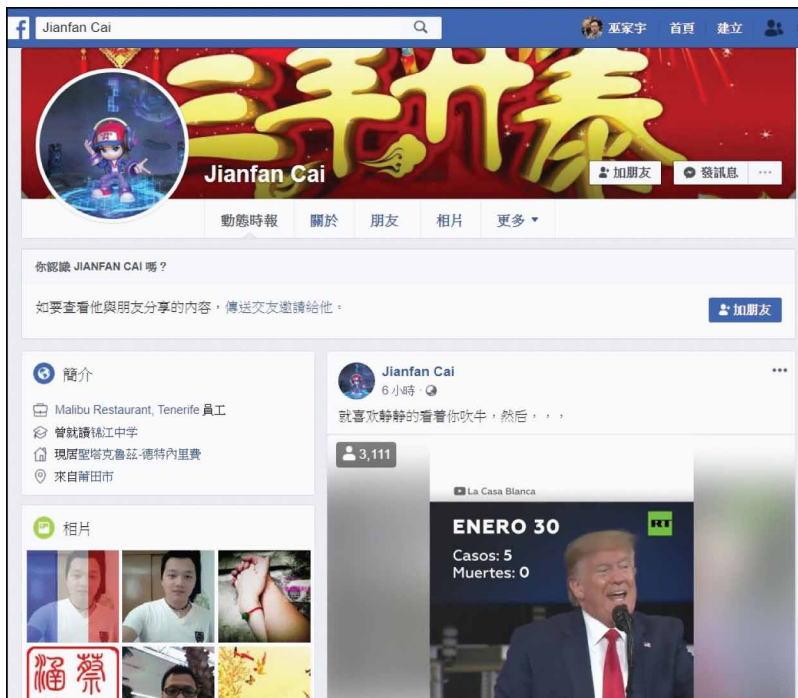 Jianfan Cai
巫家宇 首頁 建立
三羊开泰
Jianfan Cai
加朋友 發訊息
動態時報 關於 朋友 相片 更多
你認識 JIANFAN CAI 嗎？
如要查看他與朋友分享的內容，傳送交友邀請給他。
加朋友
簡介
Malibu Restaurant, Tenerife 員工
曾就讀锦江中学
現居聖塔克魯茲-德特內里費
來自莆田市
相片
Jianfan Cai
6 小時
就喜欢静静的看着你吹牛，然后，，，
3,111
La Casa Blanca
ENERO 30
RT
Casos: 5
Muertes: 0